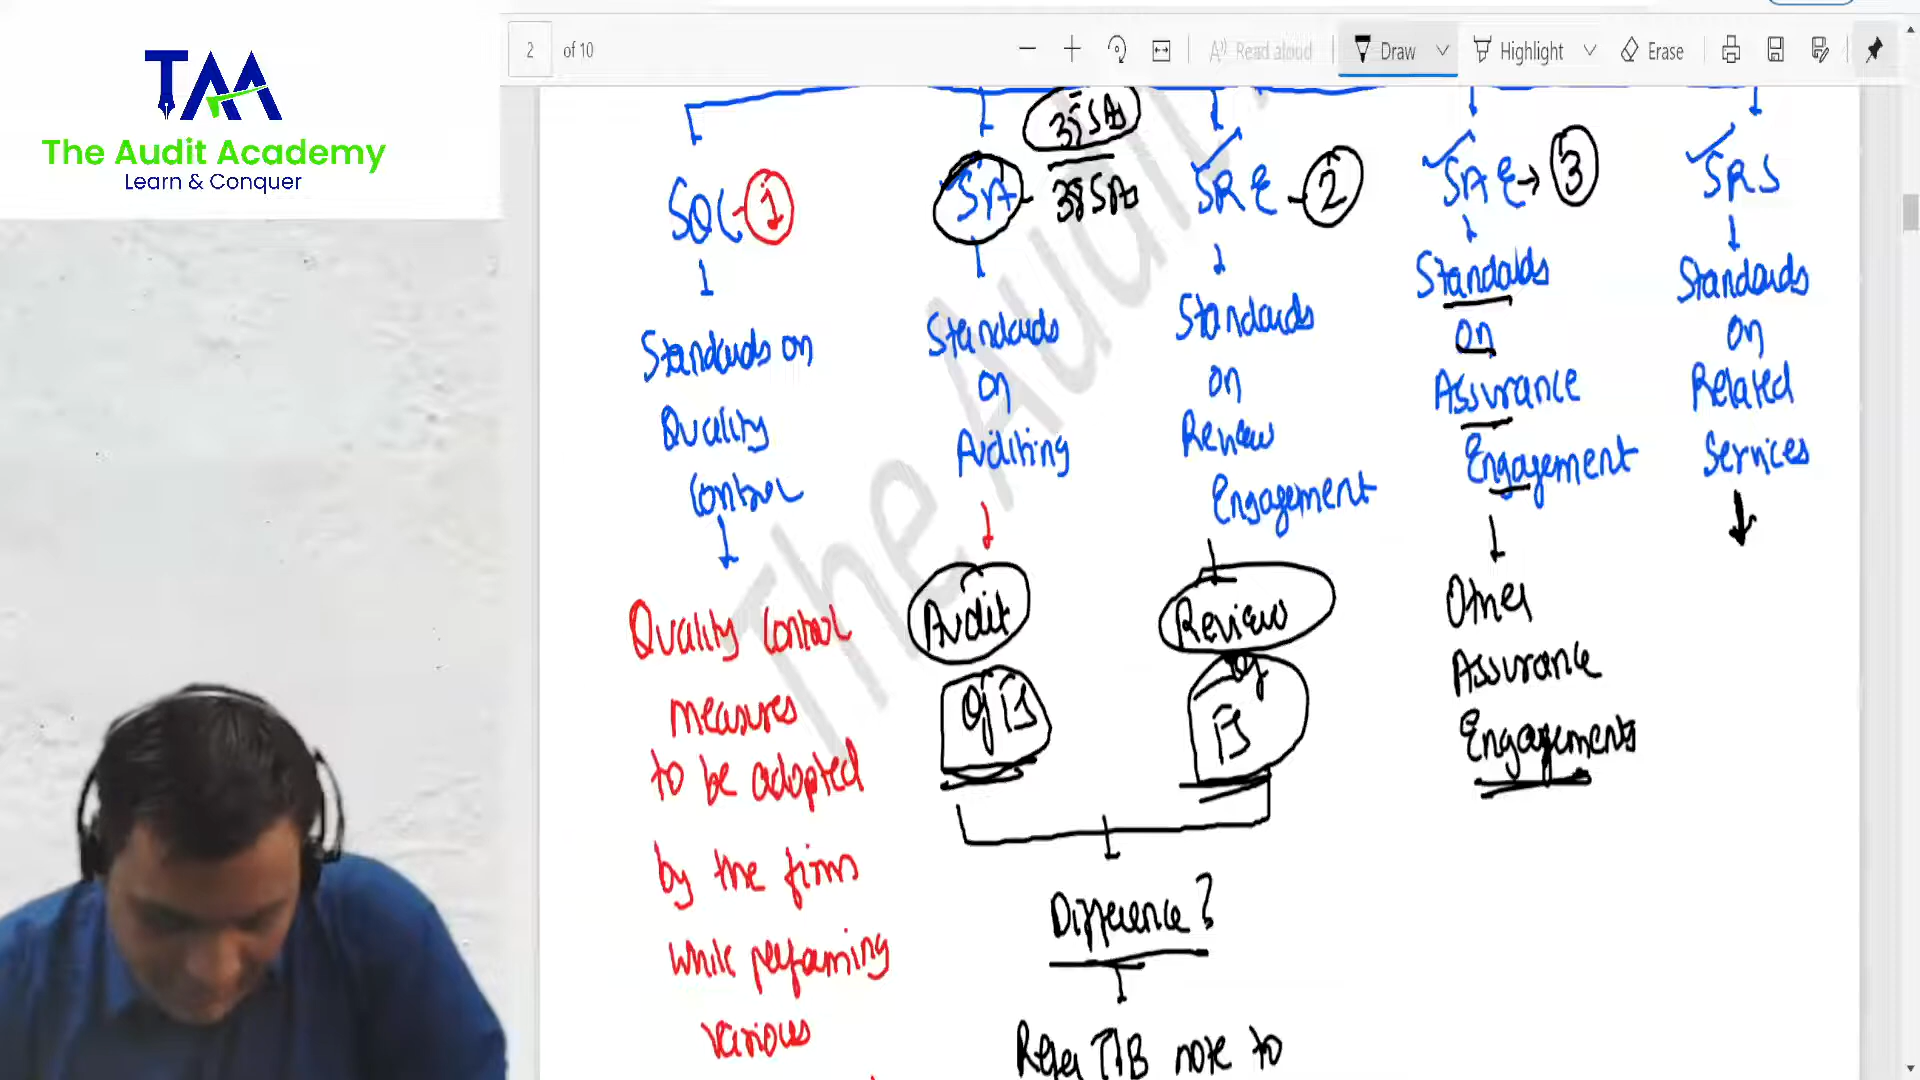 TAA
The Audit Academy
Learn & Conquer
2 of 10
Read aloud
Draw
Highlight
Erase
35 SAs
38 SAs
SQC - 1
SA -
SRE - 2
SAE → 3
SRS
Standards on
Quality
Control
Standards
on
Auditing
Standards
on
Review
Engagement
Standards
on
Assurance
Engagement
Standards
on
Related
Services
Quality Control
measures
to be adopted
by the firm
while performing
various
Audit
of FS
Review
of
FS
Other
Assurance
Engagements
Difference?
Refer T/B note to
The Audit